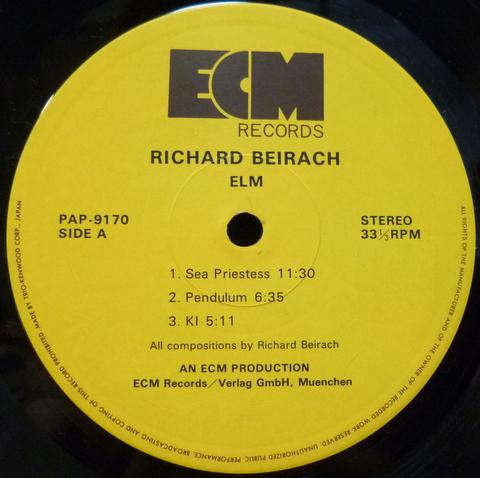 ECM
RECORDS
RICHARD BEIRACH
ELM
PAP-9170
SIDE A
STEREO
33⅓RPM
1. Sea Priestess 11:30
2. Pendulum 6:35
3. KI 5:11
All compositions by Richard Beirach
AN ECM PRODUCTION
ECM Records/Verlag GmbH, Muenchen
ALL RIGHTS OF THE MANUFACTURER AND OF THE OWNER OF THE RECORDED WORK RESERVED. UNAUTHORIZED PUBLIC PERFORMANCE, BROADCASTING AND COPYING OF THIS RECORD PROHIBITED. MADE BY TRIO-KENWOOD CORP., JAPAN